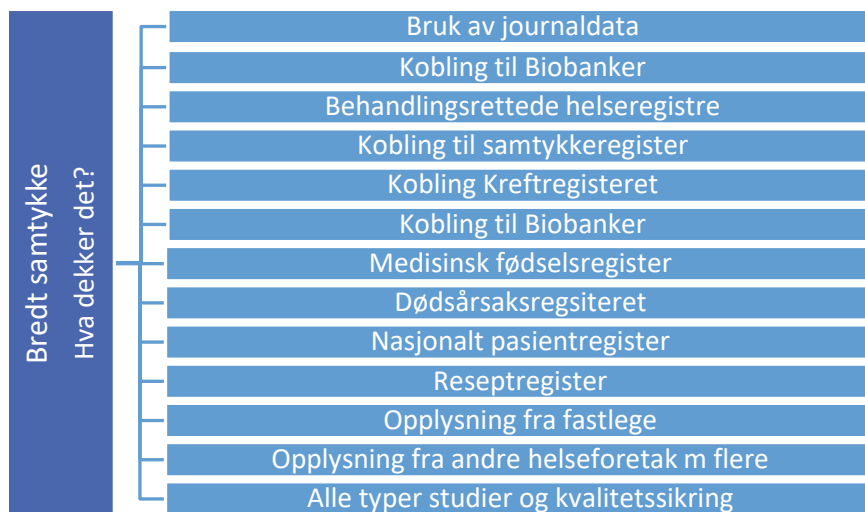 Bredt samtykke
Hva dekker det?
Bruk av journaldata
Kobling til Biobanker
Behandlingsrettede helseregistre
Kobling til samtykkeregister
Kobling Kreftregisteret
Kobling til Biobanker
Medisinsk fødselsregister
Dødsårsaksregsiteret
Nasjonalt pasientregister
Reseptregister
Opplysning fra fastlege
Opplysning fra andre helseforetak m flere
Alle typer studier og kvalitetssikring